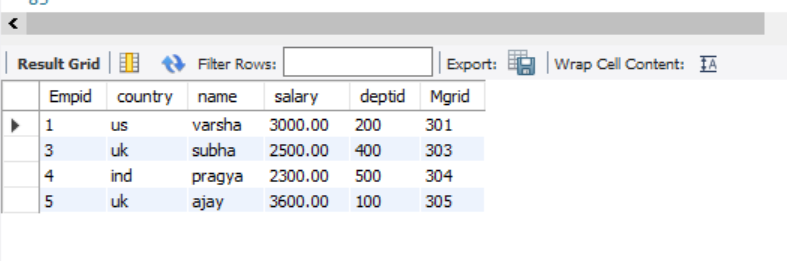 Result Grid Filter Rows: Export: Wrap Cell Content:
Empid country name salary deptid Mgrid
1 us varsha 3000.00 200 301
3 uk subha 2500.00 400 303
4 ind pragya 2300.00 500 304
5 uk ajay 3600.00 100 305